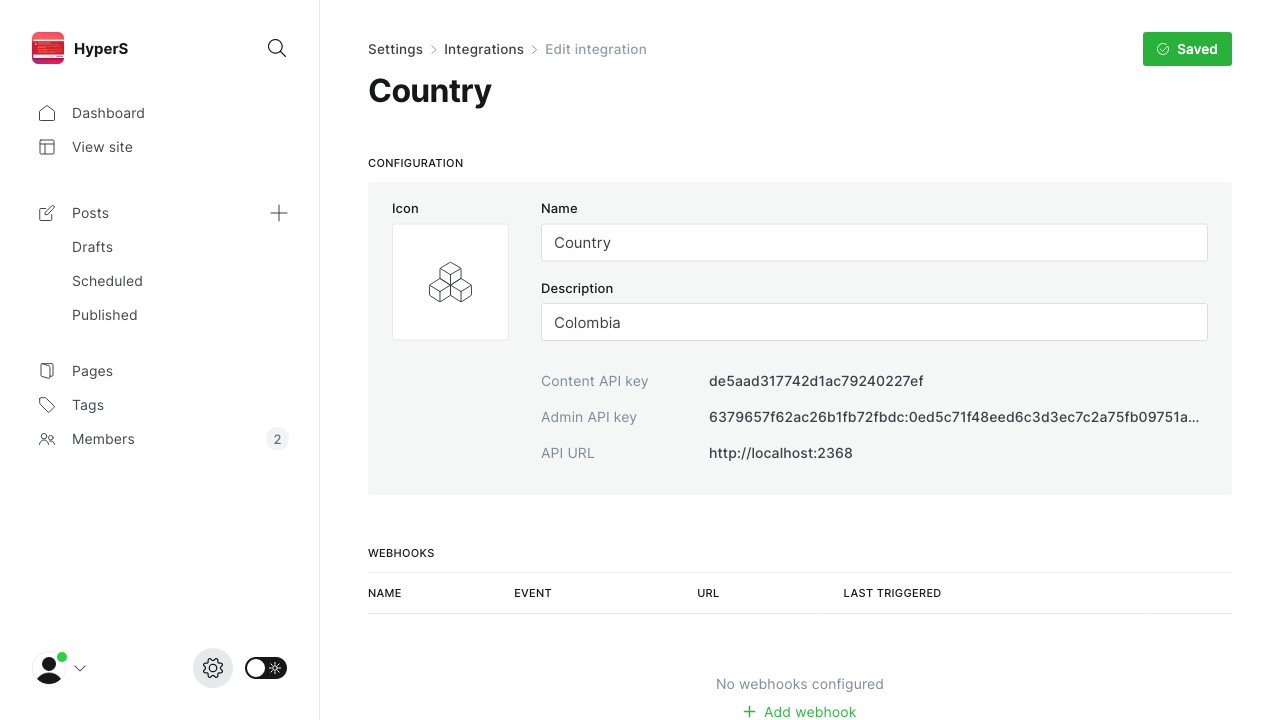 HyperS
Dashboard
View site
Posts
Drafts
Scheduled
Published
Pages
Tags
Members
2
Settings
Integrations
Edit integration
Saved
Country
CONFIGURATION
Icon
Name
Country
Description
Colombia
Content API key
de5aad317742d1ac79240227ef
Admin API key
6379657f62ac26b1fb72fbdc:0ed5c71f48eed6c3d3ec7c2a75fb09751a...
API URL
http://localhost:2368
WEBHOOKS
NAME
EVENT
URL
LAST TRIGGERED
No webhooks configured
Add webhook